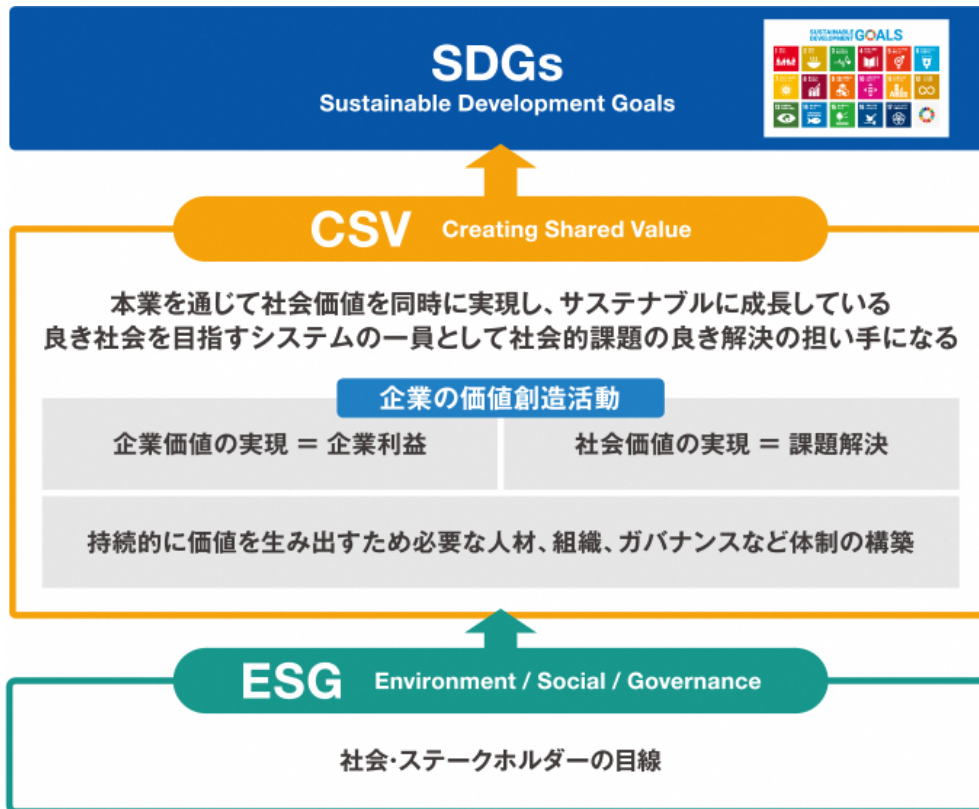 SDGs
Sustainable Development Goals
SUSTAINABLE
DEVELOPMENT GOALS
CSV Creating Shared Value
本業を通じて社会価値を同時に実現し、サステナブルに成長している
良き社会を目指すシステムの一員として社会的課題の良き解決の担い手になる
企業の価値創造活動
企業価値の実現 = 企業利益
社会価値の実現 = 課題解決
持続的に価値を生み出すため必要な人材、組織、ガバナンスなど体制の構築
ESG Environment / Social / Governance
社会・ステークホルダーの目線